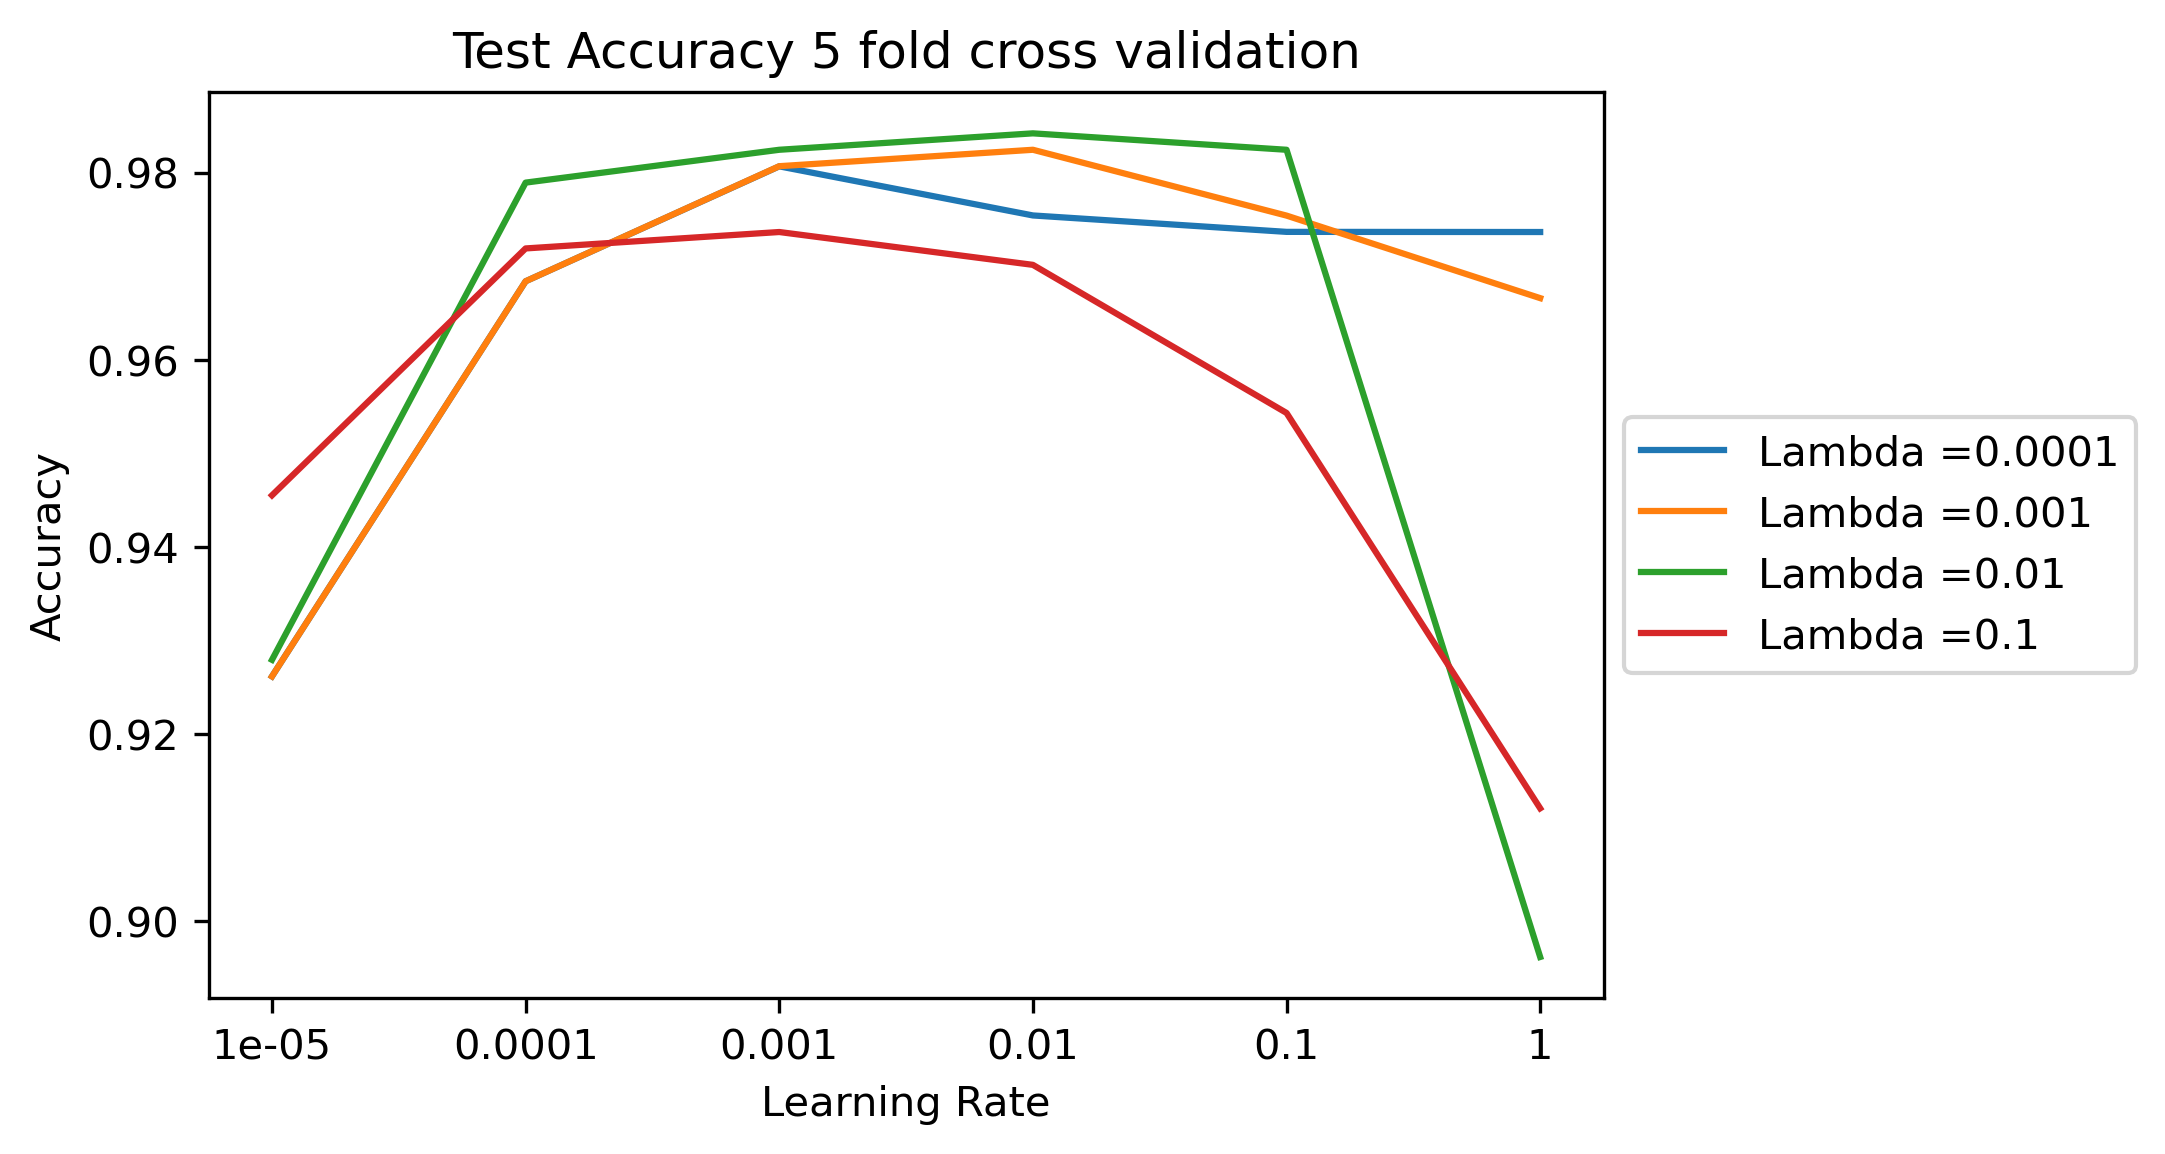 Test Accuracy 5 fold cross validation
Accuracy
0.98
0.96
0.94
0.92
0.90
1e-05 0.0001 0.001 0.01 0.1 1
Learning Rate
Lambda =0.0001
Lambda =0.001
Lambda =0.01
Lambda =0.1